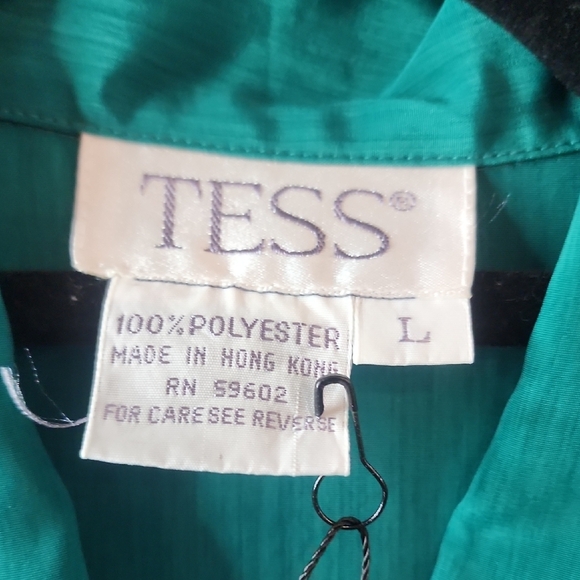 TESS®
L
100% POLYESTER
MADE IN HONG KONG
RN 59602
FOR CARE SEE REVERSE